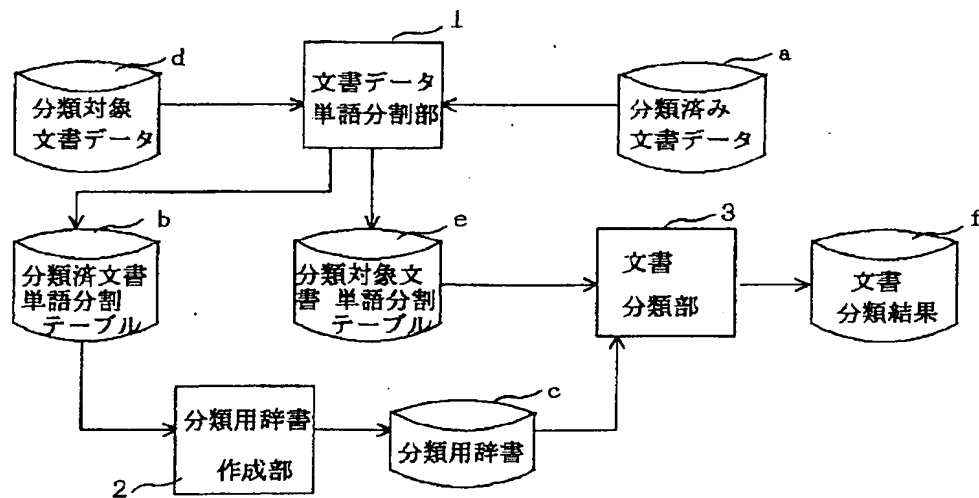 1
d
分類対象
文書データ
文書データ
単語分割部
a
分類済み
文書データ
b
分類済文書
単語分割
テーブル
e
分類対象文
書 単語分割
テーブル
3
文書
分類部
f
文書
分類結果
分類用辞書
作成部
2
c
分類用辞書